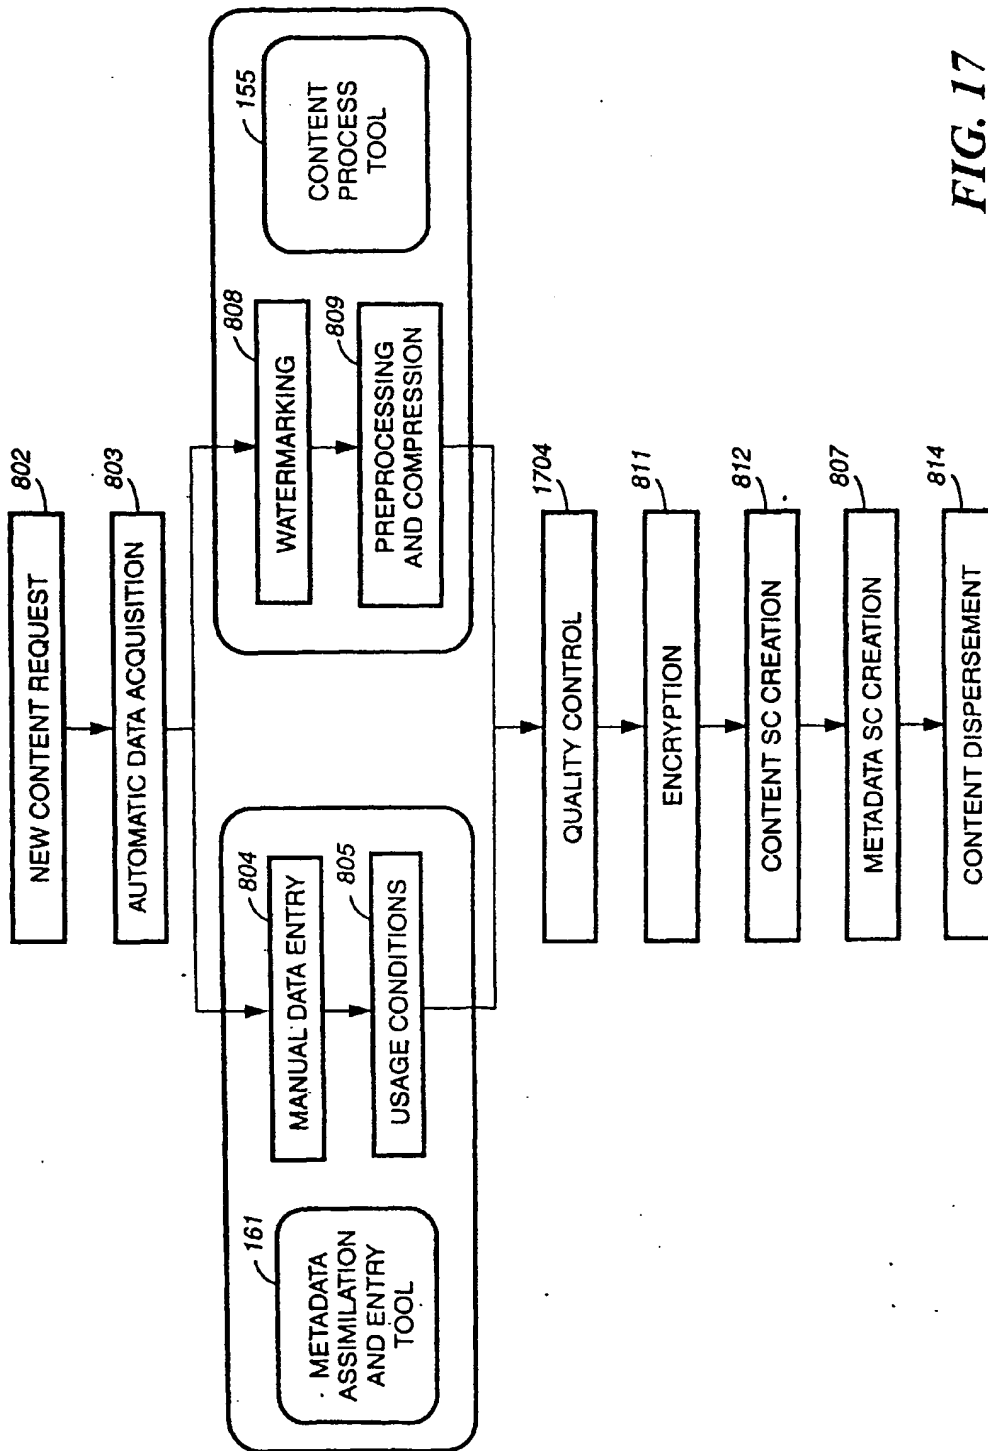 802
NEW CONTENT REQUEST
803
AUTOMATIC DATA ACQUISITION
161
METADATA
ASSIMILATION
AND ENTRY
TOOL
804
MANUAL DATA ENTRY
805
USAGE CONDITIONS
808
WATERMARKING
809
PREPROCESSING
AND COMPRESSION
155
CONTENT
PROCESS
TOOL
1704
QUALITY CONTROL
811
ENCRYPTION
812
CONTENT SC CREATION
807
METADATA SC CREATION
814
CONTENT DISPERSEMENT
FIG. 17